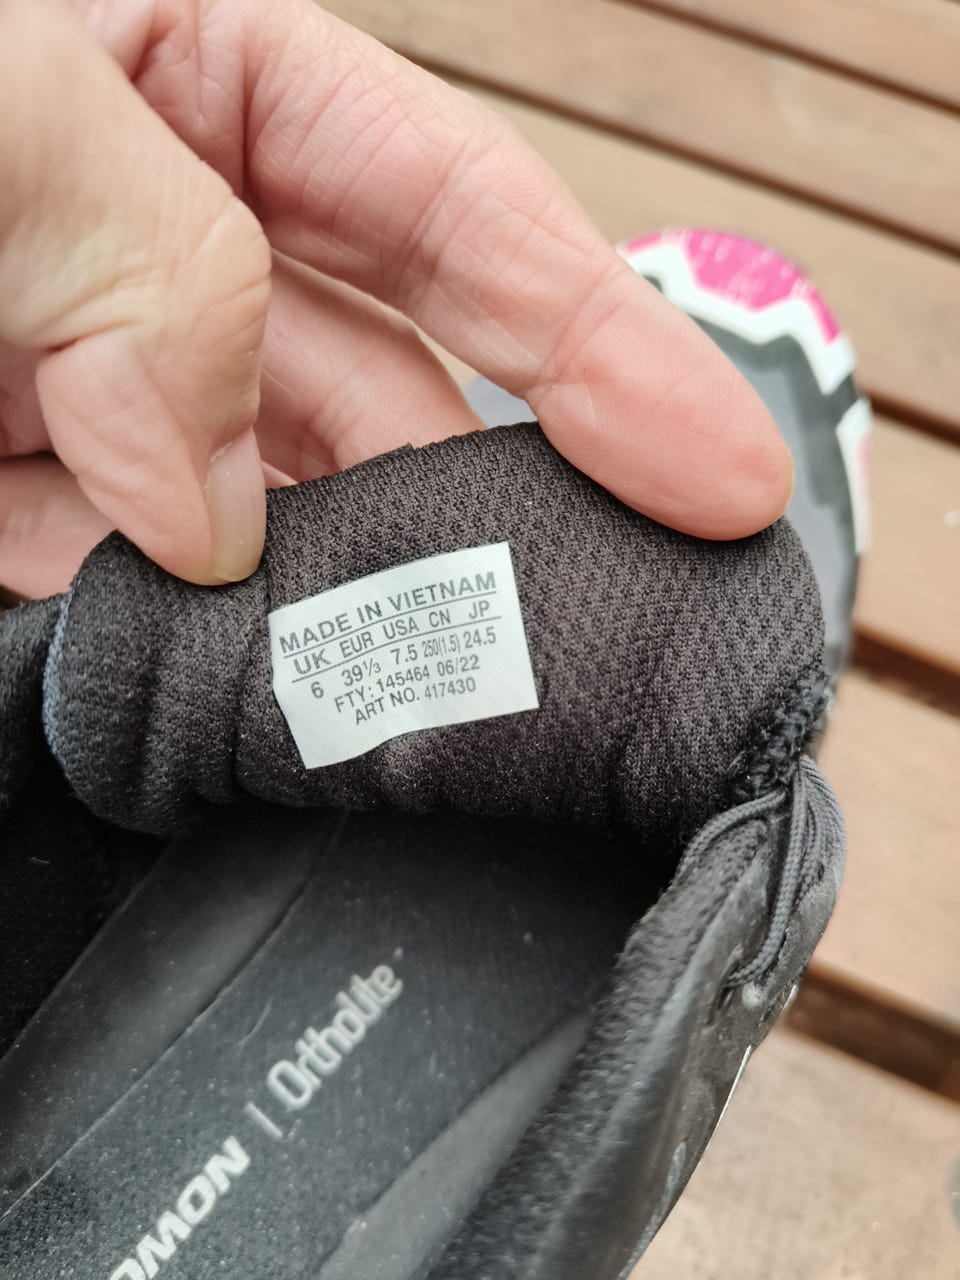 MADE IN VIETNAM
UK EUR USA CN JP
6 39⅓ 7.5 250(1.5) 24.5
FTY: 145464 06/22
ART NO. 417430
OMON | Ortholite